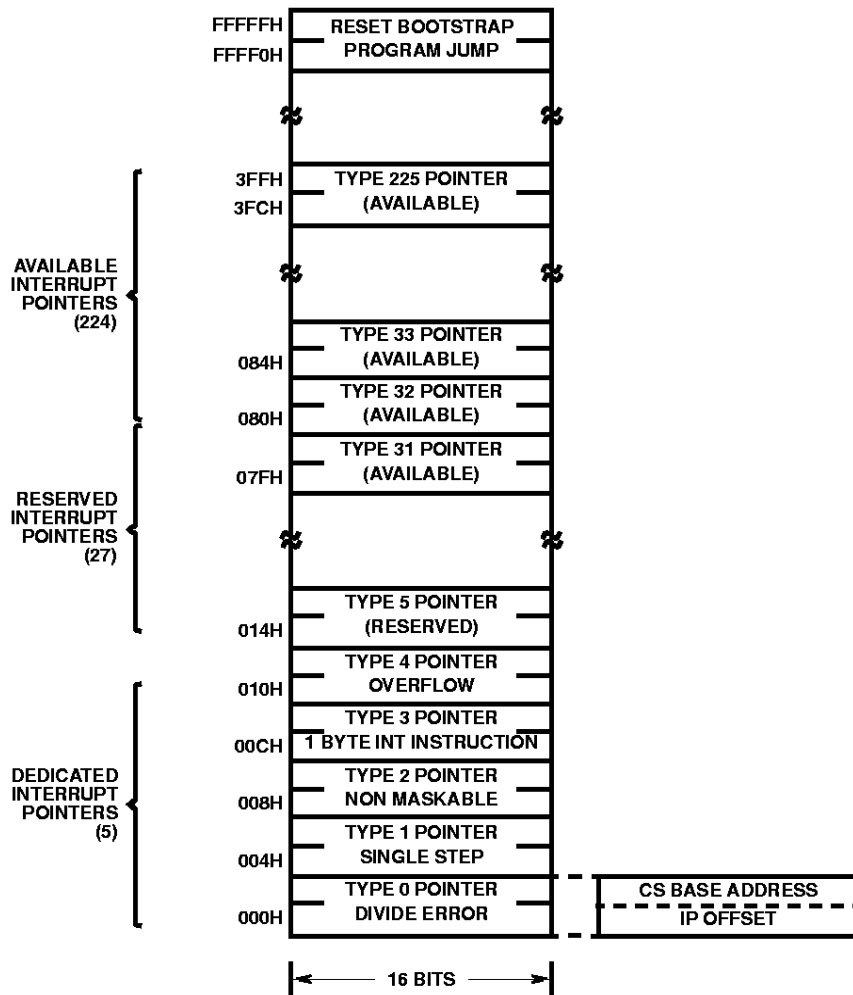 FFFFFH
FFFF0H
RESET BOOTSTRAP
PROGRAM JUMP
3FFH
3FCH
TYPE 225 POINTER
(AVAILABLE)
AVAILABLE
INTERRUPT
POINTERS
(224)
TYPE 33 POINTER
(AVAILABLE)
084H
TYPE 32 POINTER
(AVAILABLE)
080H
TYPE 31 POINTER
(AVAILABLE)
07FH
RESERVED
INTERRUPT
POINTERS
(27)
TYPE 5 POINTER
(RESERVED)
014H
TYPE 4 POINTER
OVERFLOW
010H
TYPE 3 POINTER
1 BYTE INT INSTRUCTION
00CH
DEDICATED
INTERRUPT
POINTERS
(5)
TYPE 2 POINTER
NON MASKABLE
008H
TYPE 1 POINTER
SINGLE STEP
004H
TYPE 0 POINTER
DIVIDE ERROR
000H
CS BASE ADDRESS
IP OFFSET
16 BITS